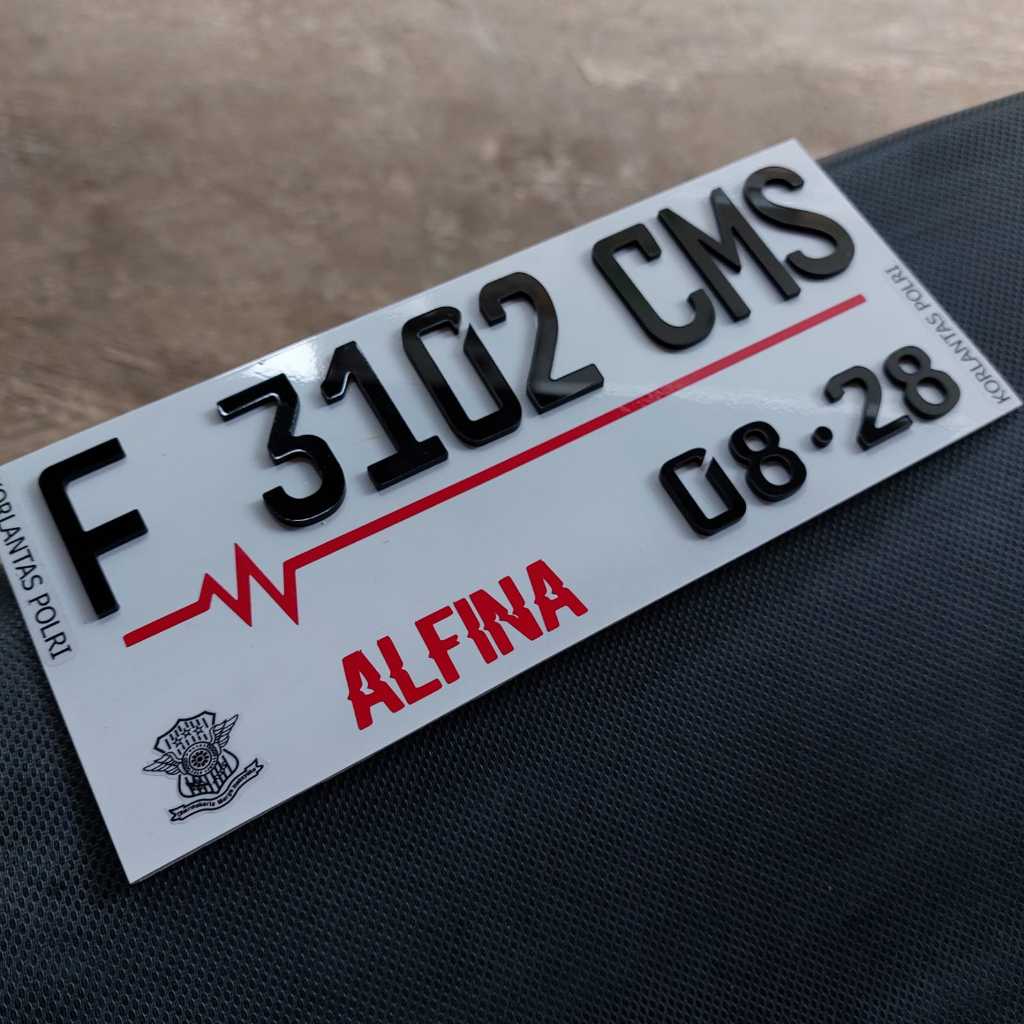 F 3102 CMS
08·28
ALFINA
KORLANTAS POLRI
KORLANTAS POLRI